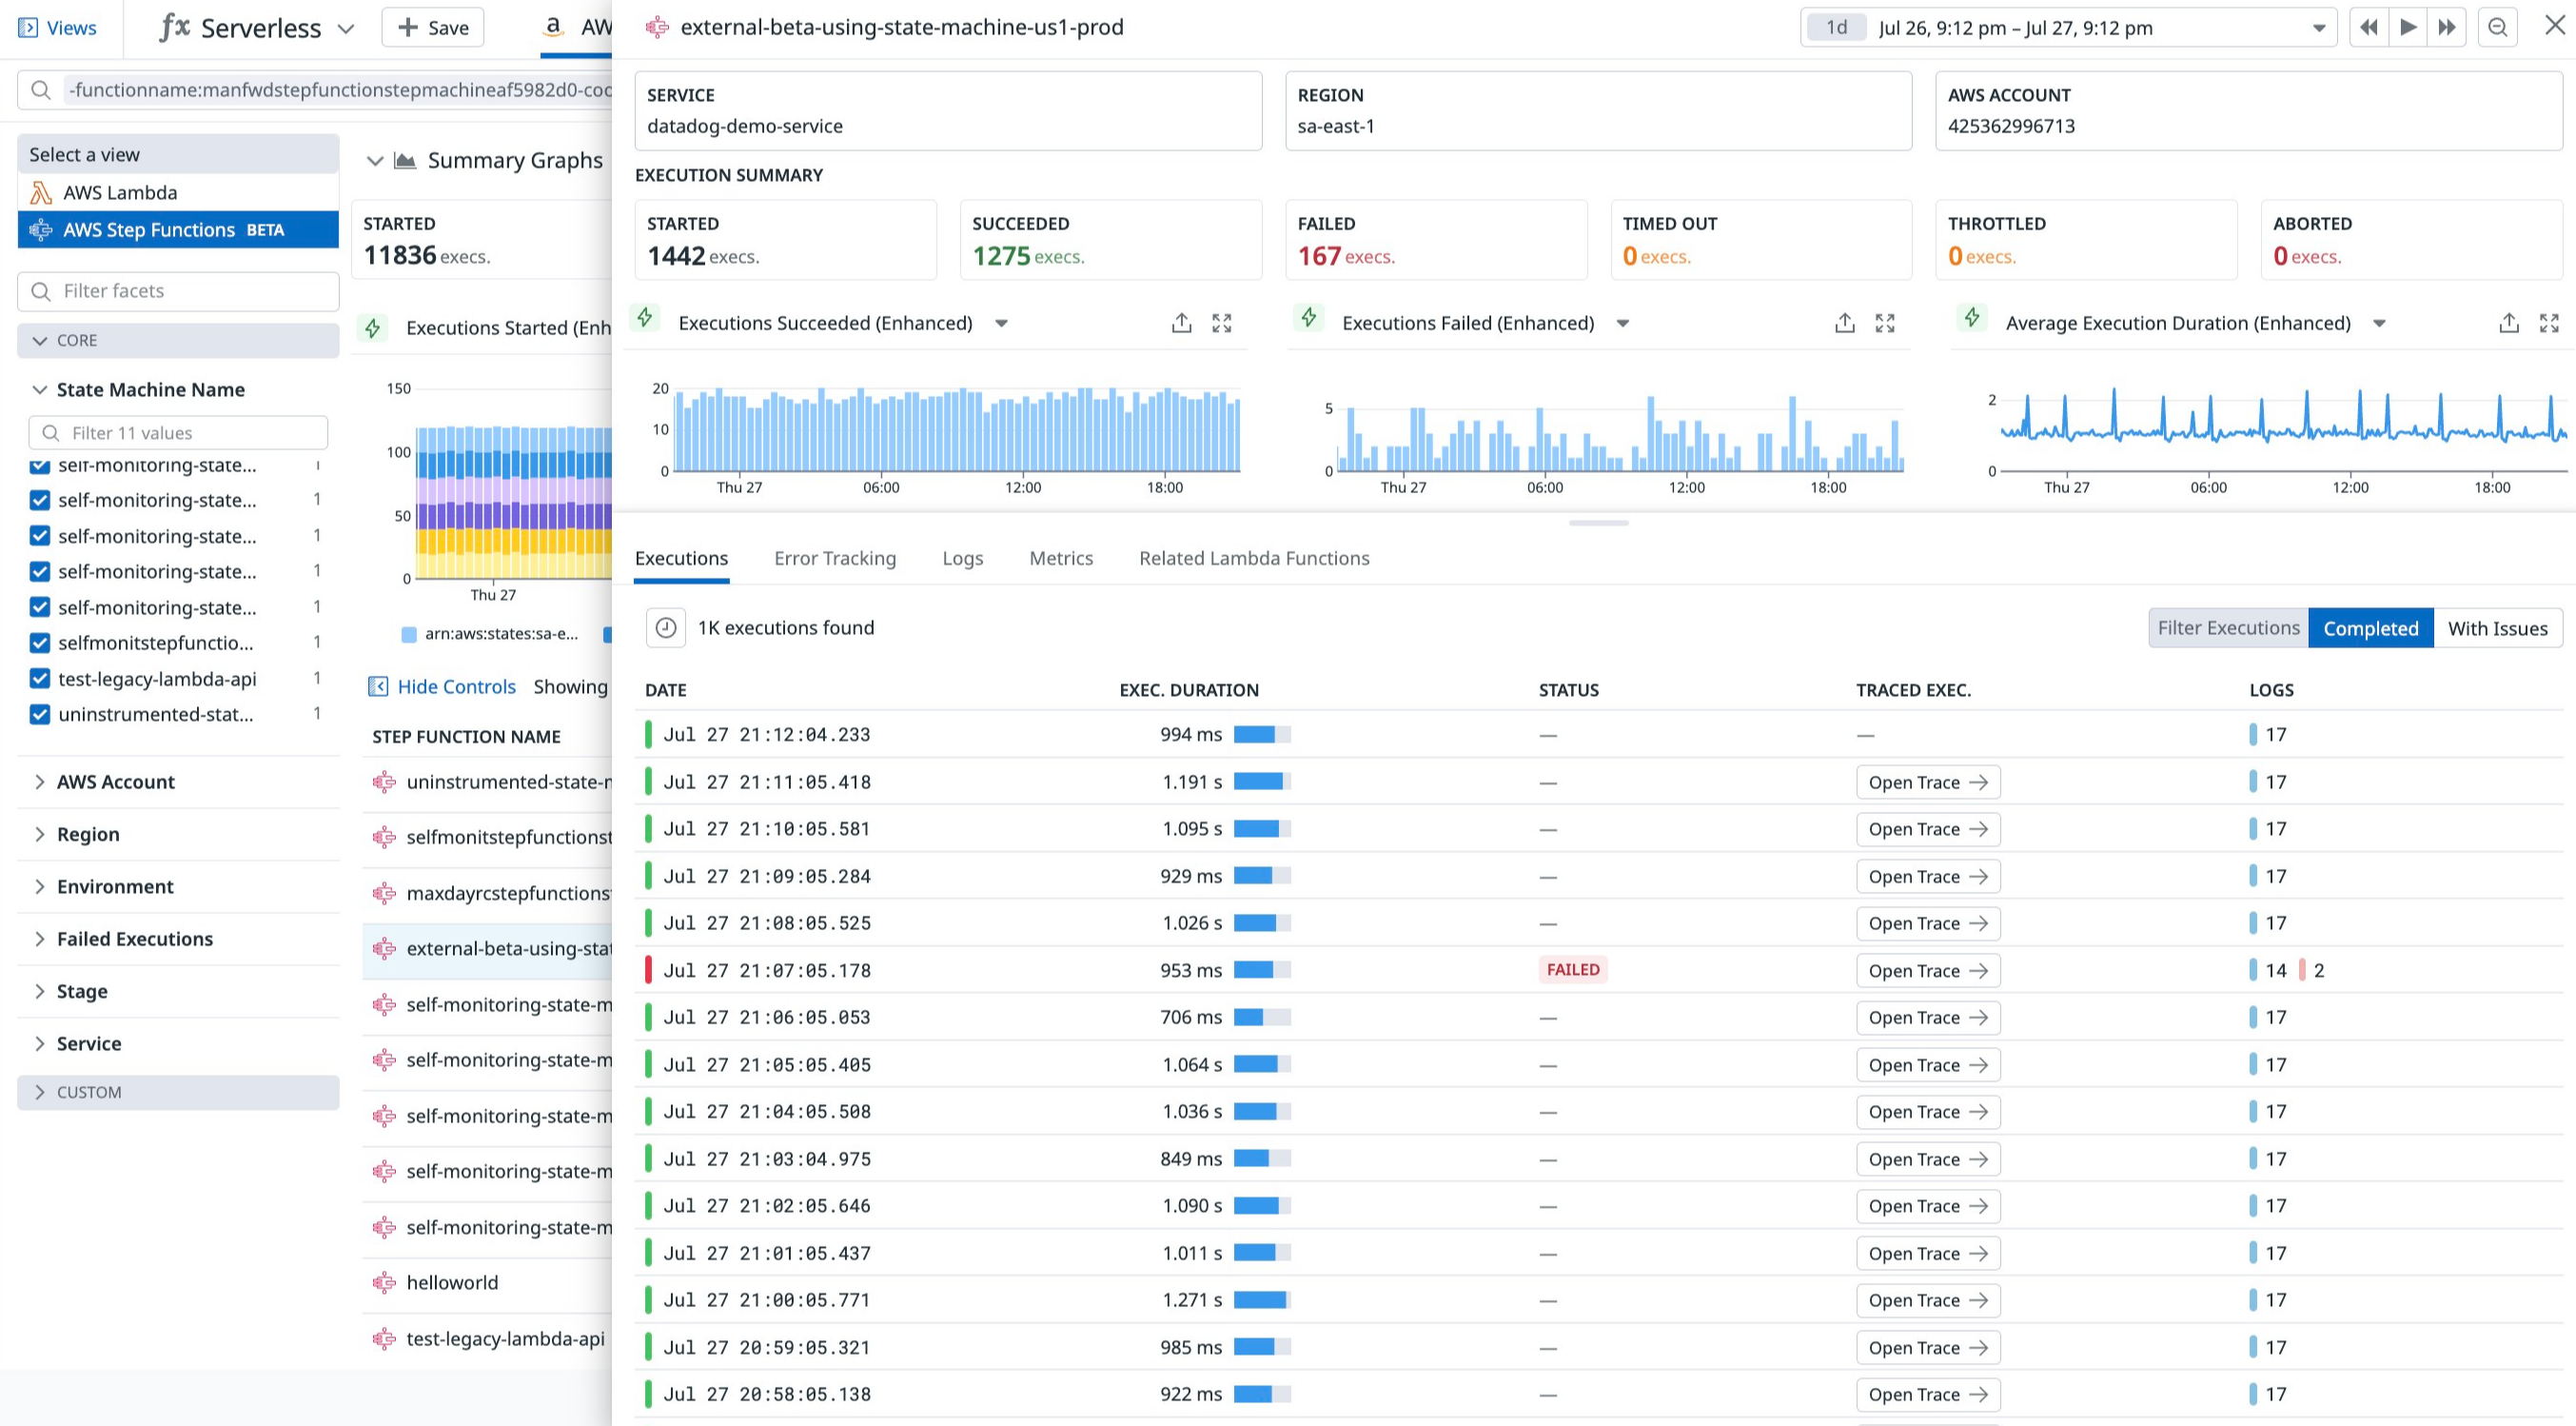 Views
fx Serverless
+ Save
a AW
-functionname:manfwdstepfunctionstepmachineaf5982d0-coc
Select a view
AWS Lambda
AWS Step Functions BETA
Filter facets
CORE
State Machine Name
Filter 11 values
self-monitoring-state... 1
self-monitoring-state... 1
self-monitoring-state... 1
self-monitoring-state... 1
self-monitoring-state... 1
selfmonitstepfunctio... 1
test-legacy-lambda-api 1
uninstrumented-stat... 1
AWS Account
Region
Environment
Failed Executions
Stage
Service
CUSTOM
Summary Graphs
STARTED
11836 execs.
Executions Started (Enh
150
100
50
0
Thu 27
arn:aws:states:sa-e...
Hide Controls Showing
STEP FUNCTION NAME
uninstrumented-state-
selfmonitstepfunctionst
maxdayrcstepfunctions
external-beta-using-stat
self-monitoring-state-m
self-monitoring-state-m
self-monitoring-state-m
self-monitoring-state-m
self-monitoring-state-m
helloworld
test-legacy-lambda-api
external-beta-using-state-machine-us1-prod
1d Jul 26, 9:12 pm – Jul 27, 9:12 pm
SERVICE
datadog-demo-service
REGION
sa-east-1
AWS ACCOUNT
425362996713
EXECUTION SUMMARY
STARTED
1442 execs.
SUCCEEDED
1275 execs.
FAILED
167 execs.
TIMED OUT
0 execs.
THROTTLED
0 execs.
ABORTED
0 execs.
Executions Succeeded (Enhanced)
20
10
0
Thu 27 06:00 12:00 18:00
Executions Failed (Enhanced)
5
0
Thu 27 06:00 12:00 18:00
Average Execution Duration (Enhanced)
2
0
Thu 27 06:00 12:00 18:00
Executions Error Tracking Logs Metrics Related Lambda Functions
1K executions found
Filter Executions Completed With Issues
DATE EXEC. DURATION STATUS TRACED EXEC. LOGS
Jul 27 21:12:04.233 994 ms — — 17
Jul 27 21:11:05.418 1.191 s — Open Trace → 17
Jul 27 21:10:05.581 1.095 s — Open Trace → 17
Jul 27 21:09:05.284 929 ms — Open Trace → 17
Jul 27 21:08:05.525 1.026 s — Open Trace → 17
Jul 27 21:07:05.178 953 ms FAILED Open Trace → 14 2
Jul 27 21:06:05.053 706 ms — Open Trace → 17
Jul 27 21:05:05.405 1.064 s — Open Trace → 17
Jul 27 21:04:05.508 1.036 s — Open Trace → 17
Jul 27 21:03:04.975 849 ms — Open Trace → 17
Jul 27 21:02:05.646 1.090 s — Open Trace → 17
Jul 27 21:01:05.437 1.011 s — Open Trace → 17
Jul 27 21:00:05.771 1.271 s — Open Trace → 17
Jul 27 20:59:05.321 985 ms — Open Trace → 17
Jul 27 20:58:05.138 922 ms — Open Trace → 17